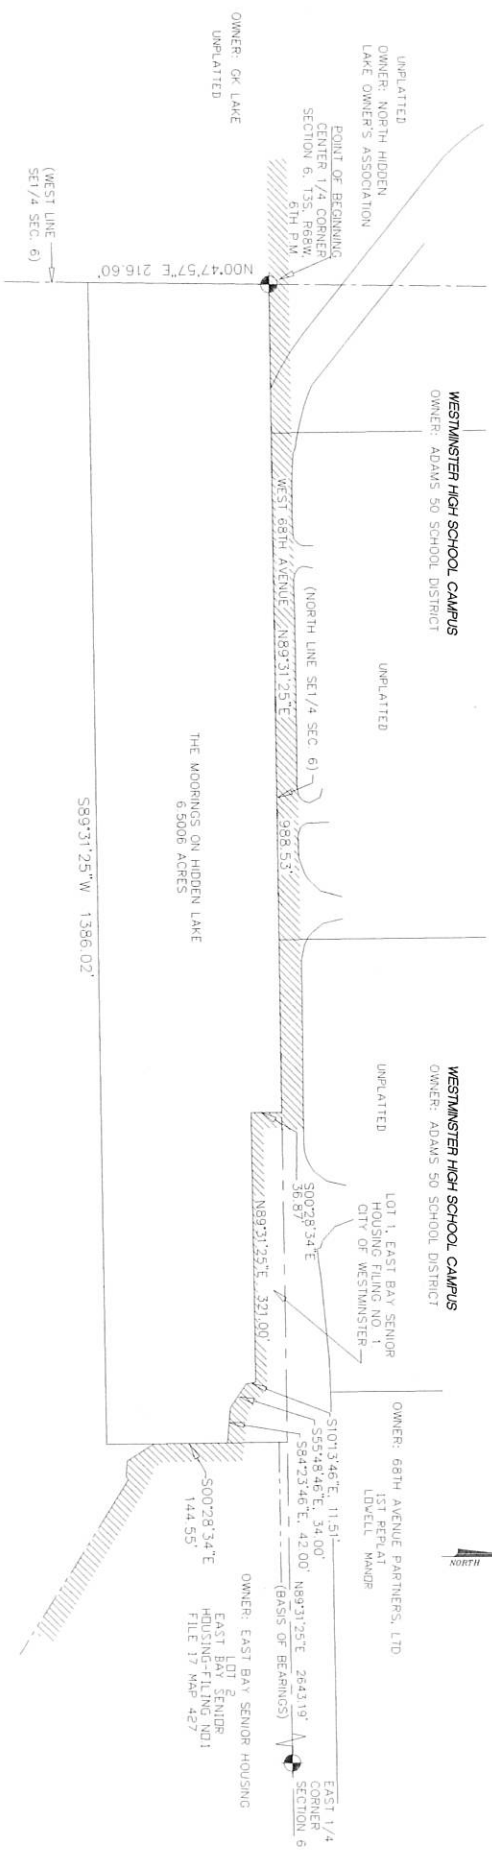 UNPLATTED
OWNER: NORTH HIDDEN
LAKE OWNER'S ASSOCIATION
OWNER: GK LAKE
UNPLATTED
POINT OF BEGINNING
CENTER 1/4 CORNER
SECTION 6, T3S, R68W,
6TH P.M.
(WEST LINE
SE1/4 SEC. 6)
N00°47'57"E 216.60'
WESTMINSTER HIGH SCHOOL CAMPUS
OWNER: ADAMS 50 SCHOOL DISTRICT
UNPLATTED
WEST 68TH AVENUE
N89°31'25"E
988.53'
(NORTH LINE SE1/4 SEC. 6)
THE MOORINGS ON HIDDEN LAKE
6.5006 ACRES
S89°31'25"W 1386.02'
WESTMINSTER HIGH SCHOOL CAMPUS
OWNER: ADAMS 50 SCHOOL DISTRICT
UNPLATTED
LOT 1, EAST BAY SENIOR
HOUSING FILING NO. 1
CITY OF WESTMINSTER
S00°28'34"E
36.87'
N89°31'25"E 321.00'
OWNER: 68TH AVENUE PARTNERS, LTD
1ST REPLAT
LOWELL MANOR
S10°13'46"E, 11.51'
S55°48'46"E, 34.00'
S84°23'46"E, 42.00'
N89°31'25"E 2643.19'
(BASIS OF BEARINGS)
S00°28'34"E
144.55'
OWNER: EAST BAY SENIOR HOUSING
LOT 2
EAST BAY SENIOR
HOUSING-FILING NO.1
FILE 17 MAP 427
EAST 1/4
CORNER
SECTION 6
NORTH